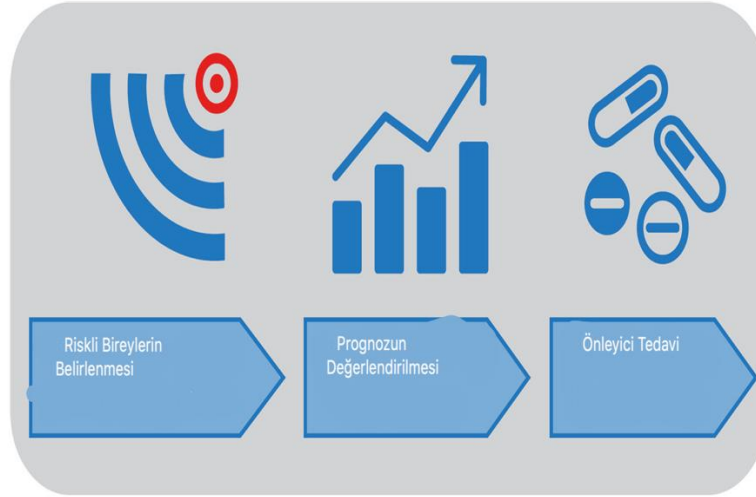 Riskli Bireylerin
Belirlenmesi
Prognozun
Değerlendirilmesi
Önleyici Tedavi